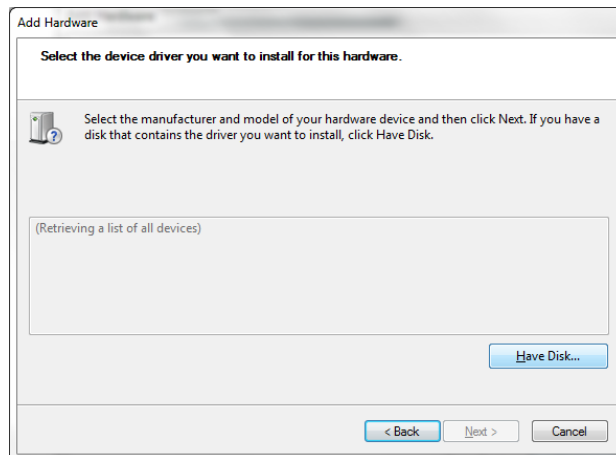 Add Hardware
Select the device driver you want to install for this hardware.
Select the manufacturer and model of your hardware device and then click Next. If you have a
disk that contains the driver you want to install, click Have Disk.
(Retrieving a list of all devices)
Have Disk...
< Back
Next >
Cancel